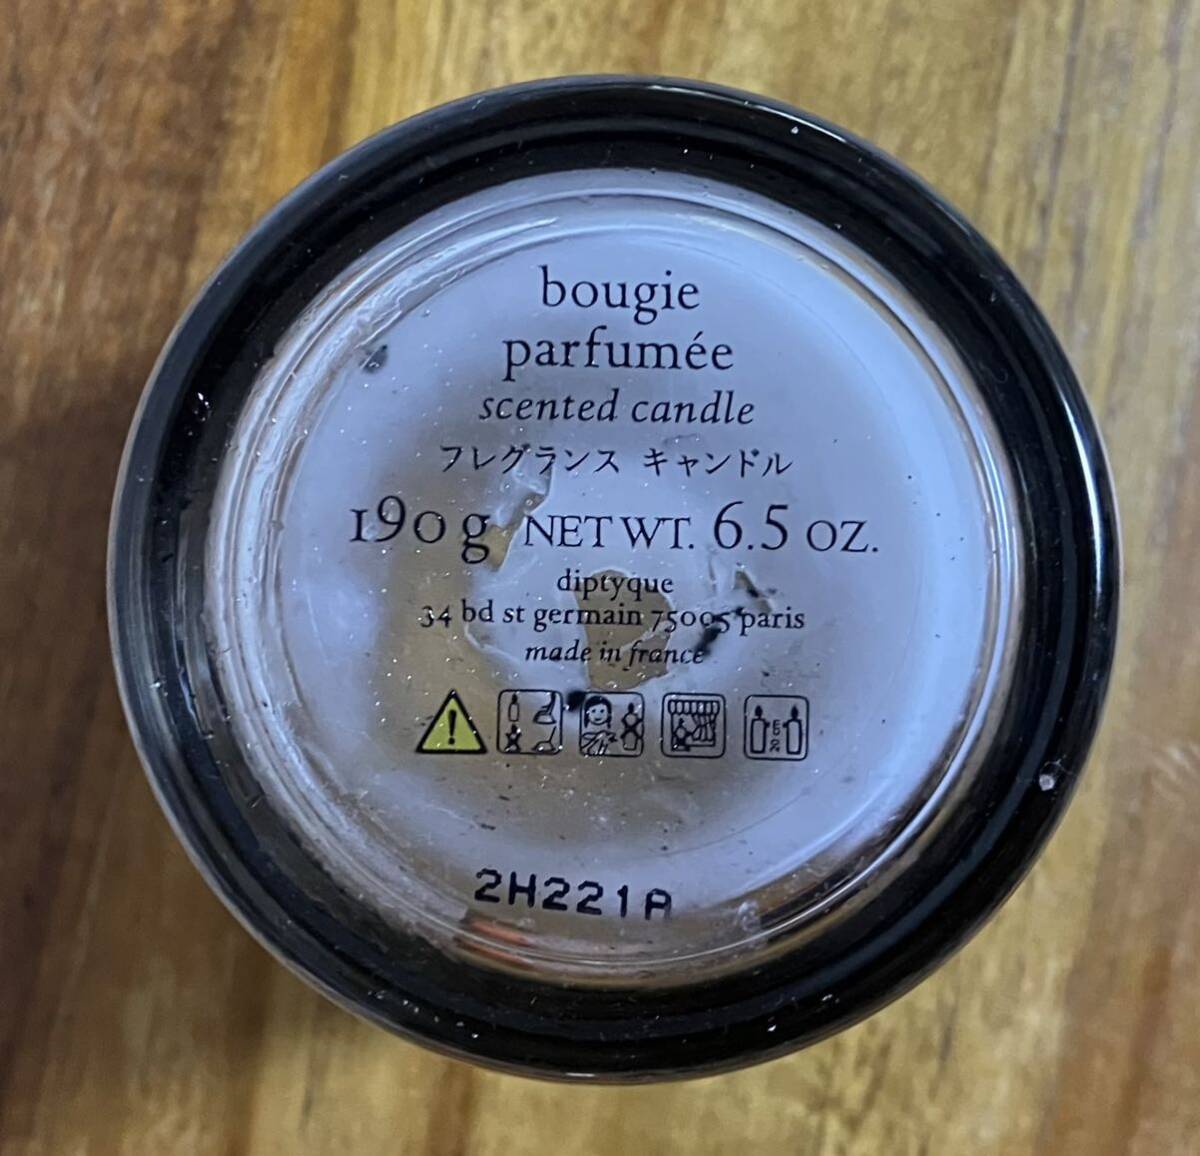 bougie
parfumée
scented candle
フレグランス キャンドル
190 g NET WT. 6.5 OZ.
diptyque
34 bd st germain 75005 paris
made in france
2H221A